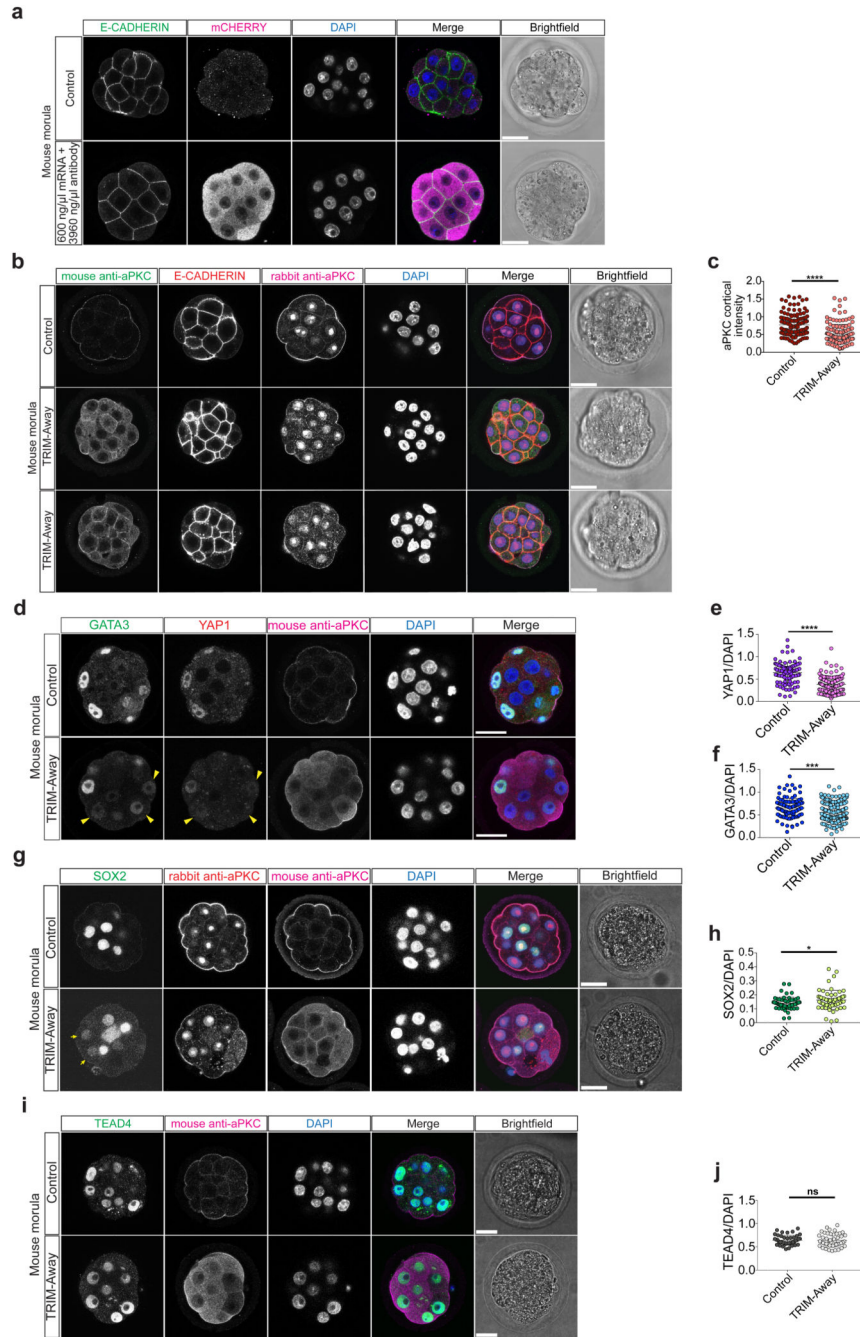 a
E-CADHERIN mCHERRY DAPI Merge Brightfield
Mouse morula
Control
600 ng/µl mRNA +
3960 ng/µl antibody
b
mouse anti-aPKC E-CADHERIN rabbit anti-aPKC DAPI Merge Brightfield
Mouse morula
Control
TRIM-Away
TRIM-Away
c
aPKC cortical
intensity
2.0
1.5
1.0
0.5
0.0
****
Control TRIM-Away
d
GATA3 YAP1 mouse anti-aPKC DAPI Merge
Mouse morula
Control
TRIM-Away
e
YAP1/DAPI
1.5
1.0
0.5
0.0
****
Control TRIM-Away
f
GATA3/DAPI
1.5
1.0
0.5
0.0
***
Control TRIM-Away
g
SOX2 rabbit anti-aPKC mouse anti-aPKC DAPI Merge Brightfield
Mouse morula
Control
TRIM-Away
h
SOX2/DAPI
0.5
0.4
0.3
0.2
0.1
0
*
Control TRIM-Away
i
TEAD4 mouse anti-aPKC DAPI Merge Brightfield
Mouse morula
Control
TRIM-Away
j
TEAD4/DAPI
1.5
1.0
0.5
0.0
ns
Control TRIM-Away